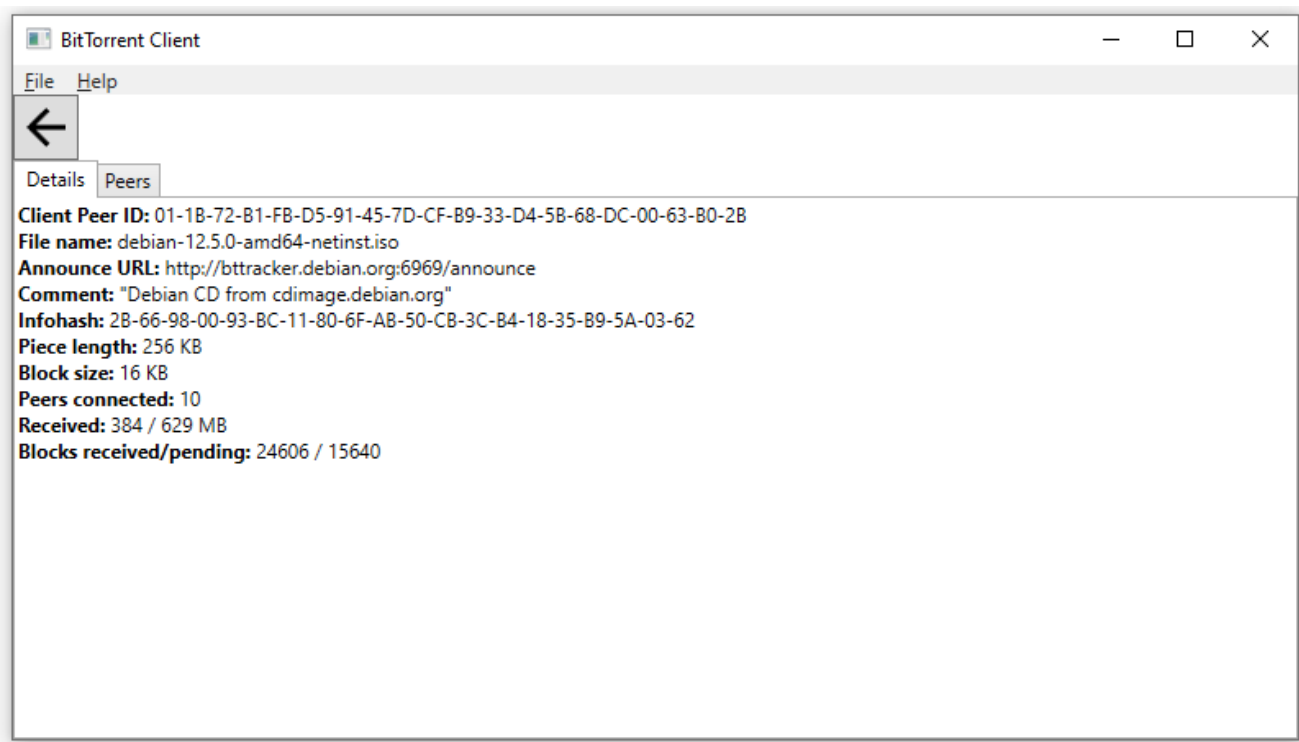 BitTorrent Client
File Help
Details Peers
Client Peer ID: 01-1B-72-B1-FB-D5-91-45-7D-CF-B9-33-D4-5B-68-DC-00-63-B0-2B
File name: debian-12.5.0-amd64-netinst.iso
Announce URL: http://bttracker.debian.org:6969/announce
Comment: "Debian CD from cdimage.debian.org"
Infohash: 2B-66-98-00-93-BC-11-80-6F-AB-50-CB-3C-B4-18-35-B9-5A-03-62
Piece length: 256 KB
Block size: 16 KB
Peers connected: 10
Received: 384 / 629 MB
Blocks received/pending: 24606 / 15640